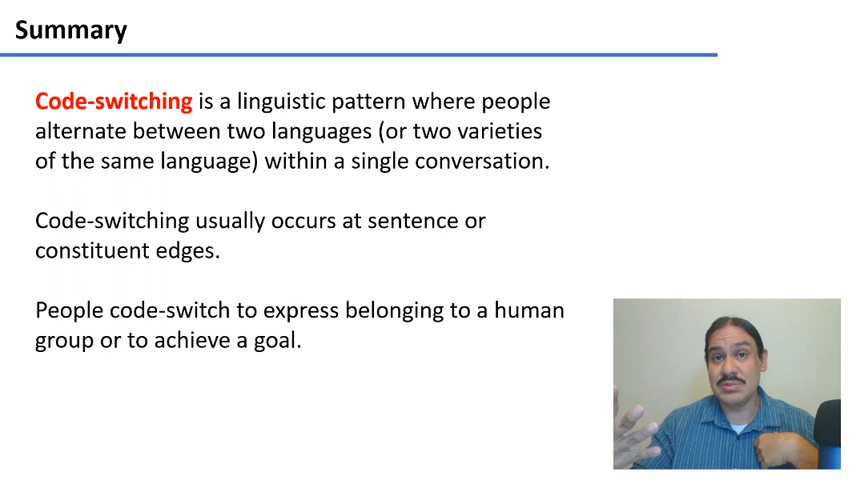 Summary
Code-switching is a linguistic pattern where people
alternate between two languages (or two varieties
of the same language) within a single conversation.
Code-switching usually occurs at sentence or
constituent edges.
People code-switch to express belonging to a human
group or to achieve a goal.